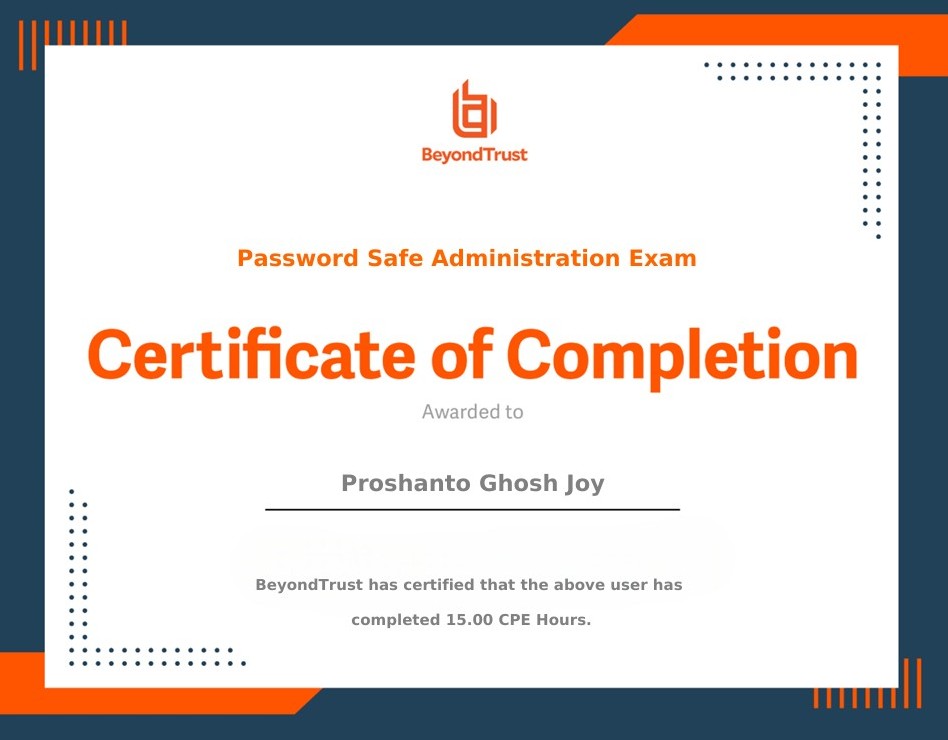 BeyondTrust
Password Safe Administration Exam
Certificate of Completion
Awarded to
Proshanto Ghosh Joy
BeyondTrust has certified that the above user has
completed 15.00 CPE Hours.